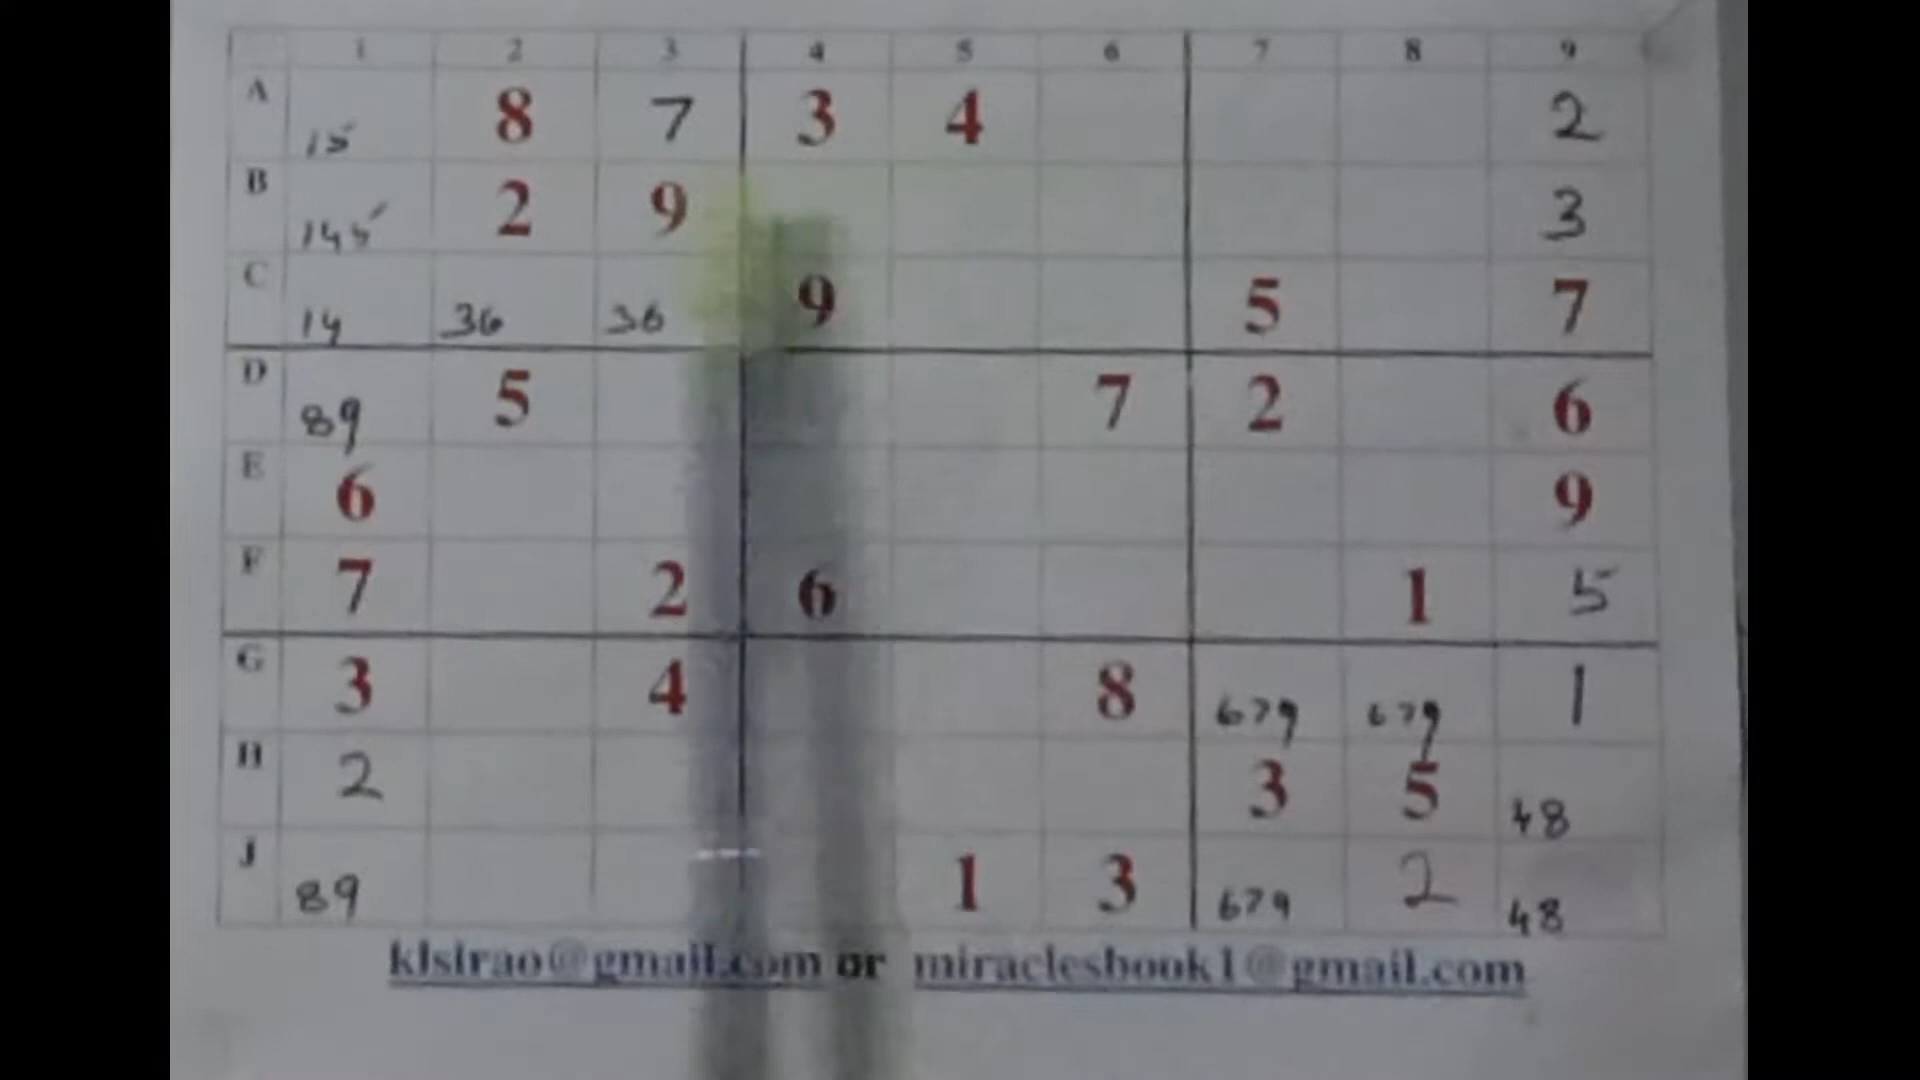 1 2 3 4 5 6 7 8 9
A 15 8 7 3 4 2
B 145 2 9 3
C 14 36 36 9 5 7
D 89 5 7 2 6
E 6 9
F 7 2 6 1 5
G 3 4 8 679 679 1
H 2 3 5 48
J 89 1 3 679 2 48
klsirao@gmail.com or miraclesbook1@gmail.com